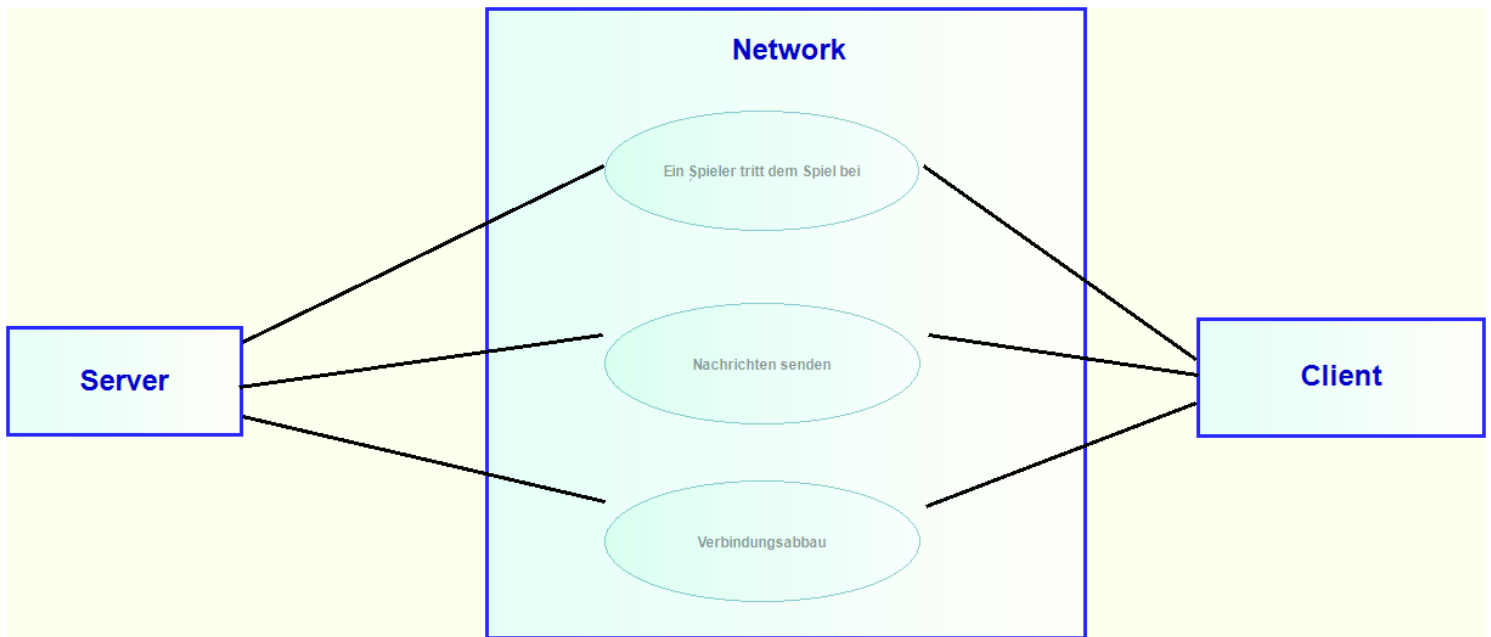 Network
Ein Spieler tritt dem Spiel bei
Nachrichten senden
Server
Client
Verbindungsabbau